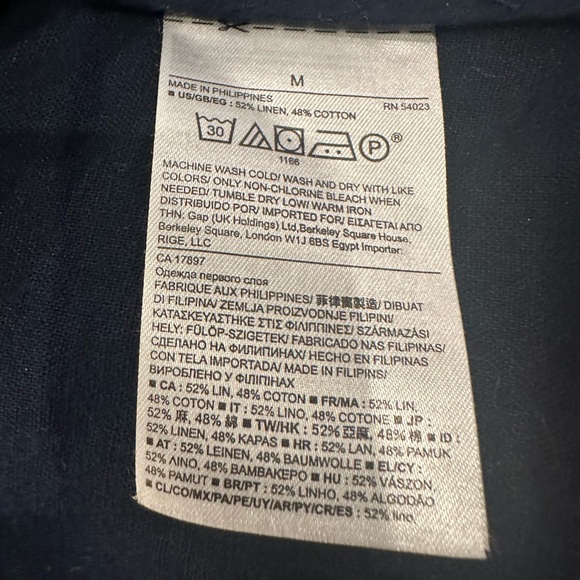 M
MADE IN PHILIPPINES RN 54023
■ US/GB/EG : 52% LINEN, 48% COTTON
30 P ®
1166
MACHINE WASH COLD/ WASH AND DRY WITH LIKE
COLORS/ ONLY NON-CHLORINE BLEACH WHEN
NEEDED/ TUMBLE DRY LOW/ WARM IRON
DISTRIBUIDO POR/ IMPORTED FOR/ ΕΙΣΑΓΕΤΑΙ ΑΠΟ
ΤΗΝ: Gap (UK Holdings) Ltd,Berkeley Square House,
Berkeley Square, London W1J 6BS Egypt Importer:
RIGE, LLC
CA 17897
Одежда первого слоя
FABRIQUE AUX PHILIPPINES/ 菲律賓製造/ DIBUAT
DI FILIPINA/ ZEMLJA PROIZVODNJE FILIPINI/
ΚΑΤΑΣΚΕΥΑΣΤΗΚΕ ΣΤΙΣ ΦΙΛΙΠΠΙΝΕΣ/ SZÁRMAZÁSI
HELY: FÜLÖP-SZIGETEK/ FABRICADO NAS FILIPINAS/
СДЕЛАНО НА ФИЛИПИНАХ/ HECHO EN FILIPINAS
CON TELA IMPORTADA/ MADE IN FILIPINS/
ВИРОБЛЕНО У ФІЛІПІНАХ
■ CA : 52% LIN, 48% COTON ■ FR/MA : 52% LIN,
48% COTON ■ IT : 52% LINO, 48% COTONE ■ JP :
52% 麻, 48% 綿 ■ TW/HK : 52% 亞麻, 48% 棉 ■ ID :
52% LINEN, 48% KAPAS ■ HR : 52% LAN, 48% PAMUK
■ AT : 52% LEINEN, 48% BAUMWOLLE ■ EL/CY :
52% ΛΙΝΟ, 48% ΒΑΜΒΑΚΕΡΟ ■ HU : 52% VÁSZON,
48% PAMUT ■ BR/PT : 52% LINHO, 48% ALGODÃO
■ CL/CO/MX/PA/PE/UY/AR/PY/CR/ES : 52% lino,